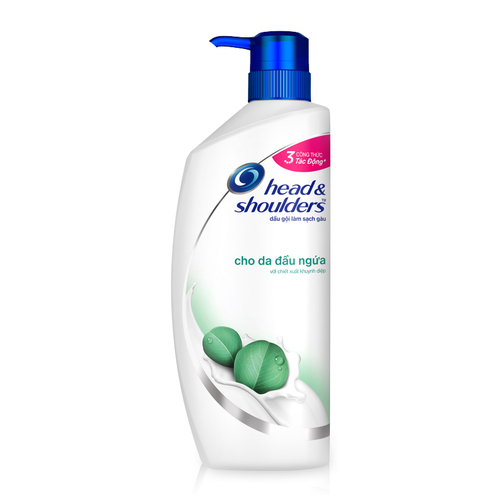 3 CÔNG THỨC
Tác Động*
head &
shoulders
dầu gội làm sạch gàu
cho da đầu ngứa
với chiết xuất khuynh diệp